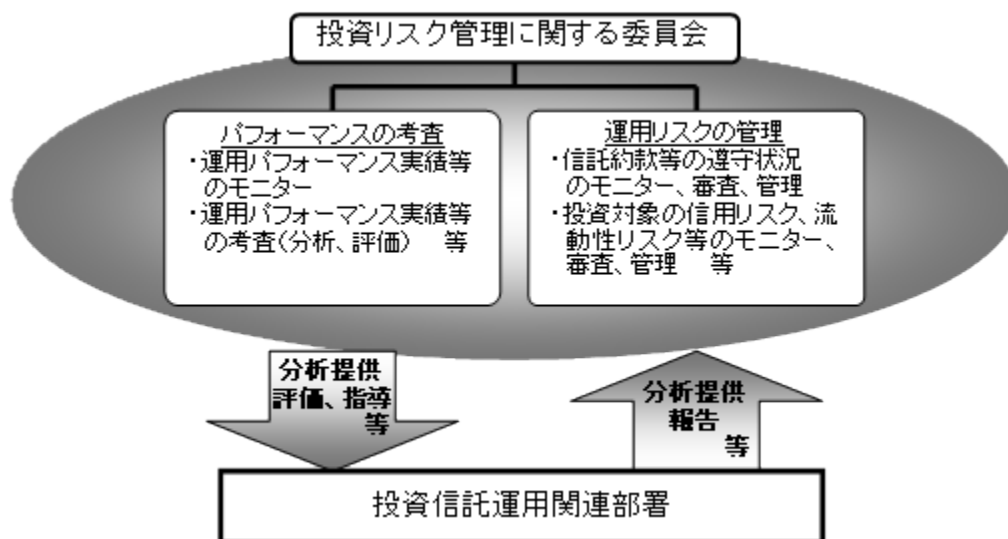 投資リスク管理に関する委員会
パフォーマンスの考査
・運用パフォーマンス実績等
のモニター
・運用パフォーマンス実績等
の考査(分析、評価)　等
運用リスクの管理
・信託約款等の遵守状況
のモニター、審査、管理
・投資対象の信用リスク、流
動性リスク等のモニター、
審査、管理　等
分析提供
評価、指導
等
分析提供
報告
等
投資信託運用関連部署